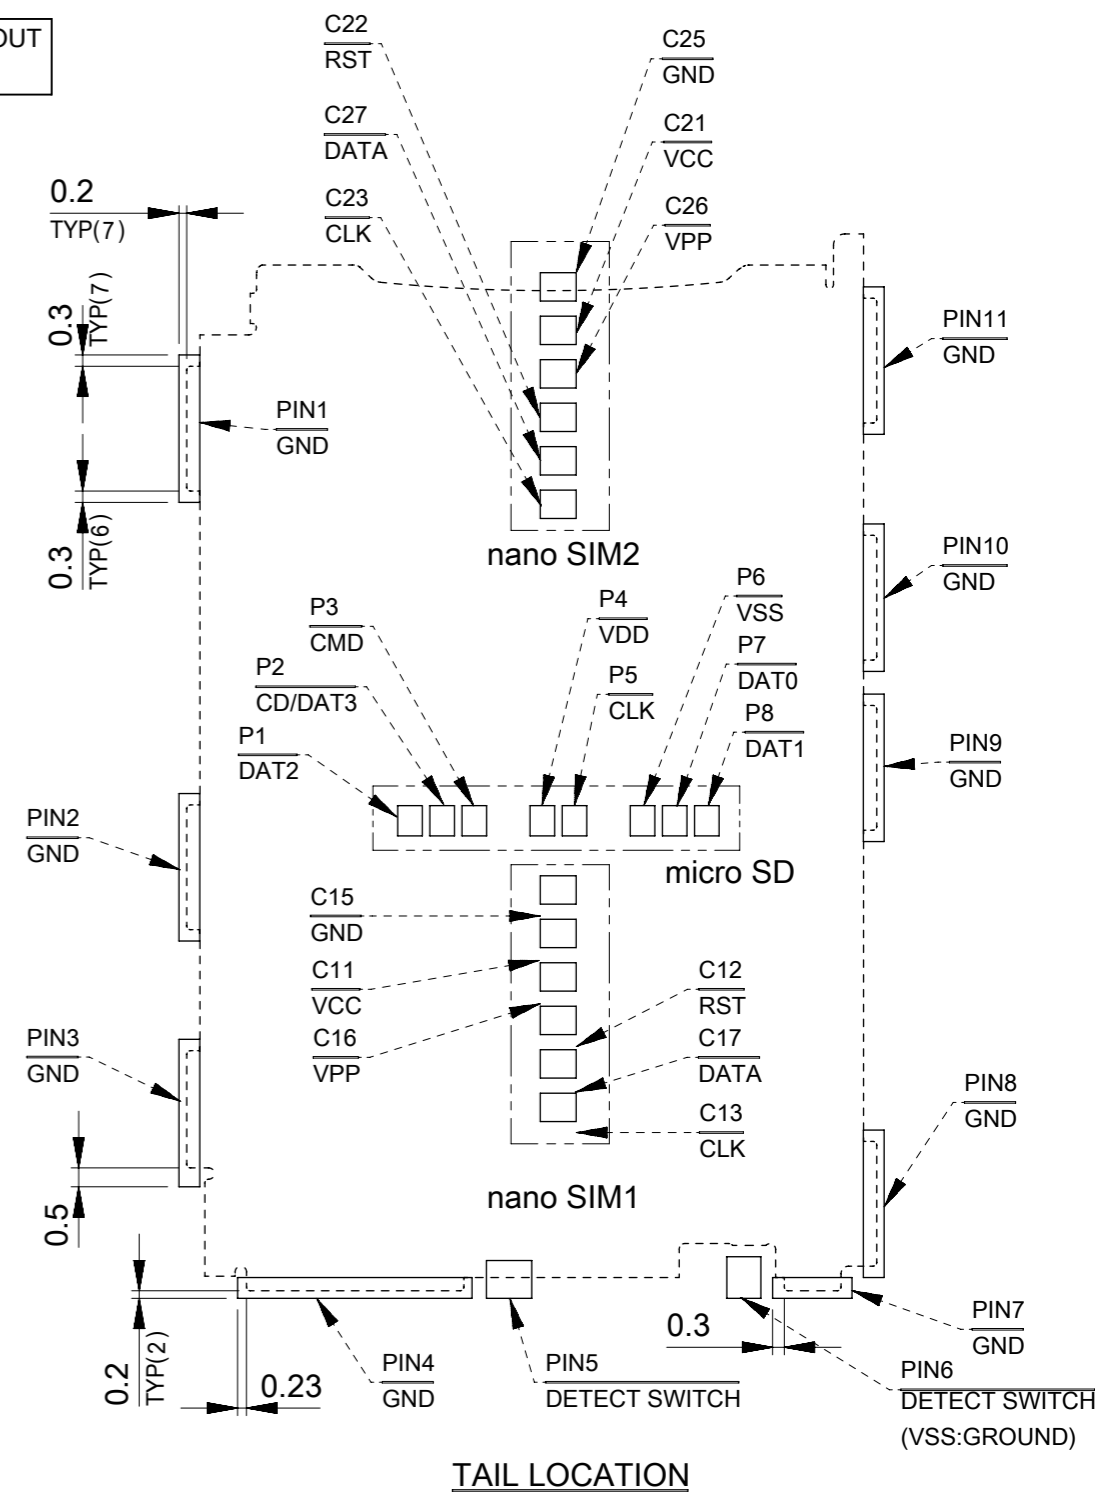 OUT
C22
RST
C25
GND
C27
DATA
C21
VCC
C23
CLK
C26
VPP
0.2
TYP(7)
0.3
TYP(7)
PIN11
GND
PIN1
GND
0.3
TYP(6)
nano SIM2
PIN10
GND
P3
CMD
P4
VDD
P6
VSS
P2
CD/DAT3
P5
CLK
P7
DAT0
P1
DAT2
P8
DAT1
PIN9
GND
PIN2
GND
micro SD
C15
GND
C11
VCC
C12
RST
C16
VPP
C17
DATA
PIN3
GND
C13
CLK
PIN8
GND
0.5
nano SIM1
0.3
PIN7
GND
0.2
TYP(2)
0.23
PIN4
GND
PIN5
DETECT SWITCH
PIN6
DETECT SWITCH
(VSS:GROUND)
TAIL LOCATION